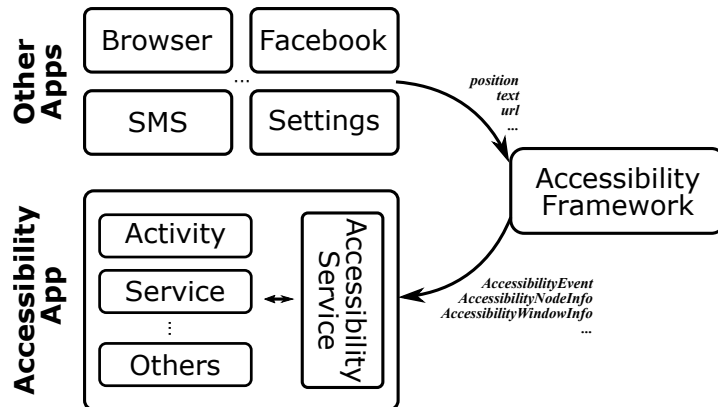 Other
Apps
Browser
Facebook
...
SMS
Settings
position
text
url
...
Accessibility
Framework
Accessibility
App
Activity
Service
...
Others
Accessibility
Service
AccessibilityEvent
AccessibilityNodeInfo
AccessibilityWindowInfo
...